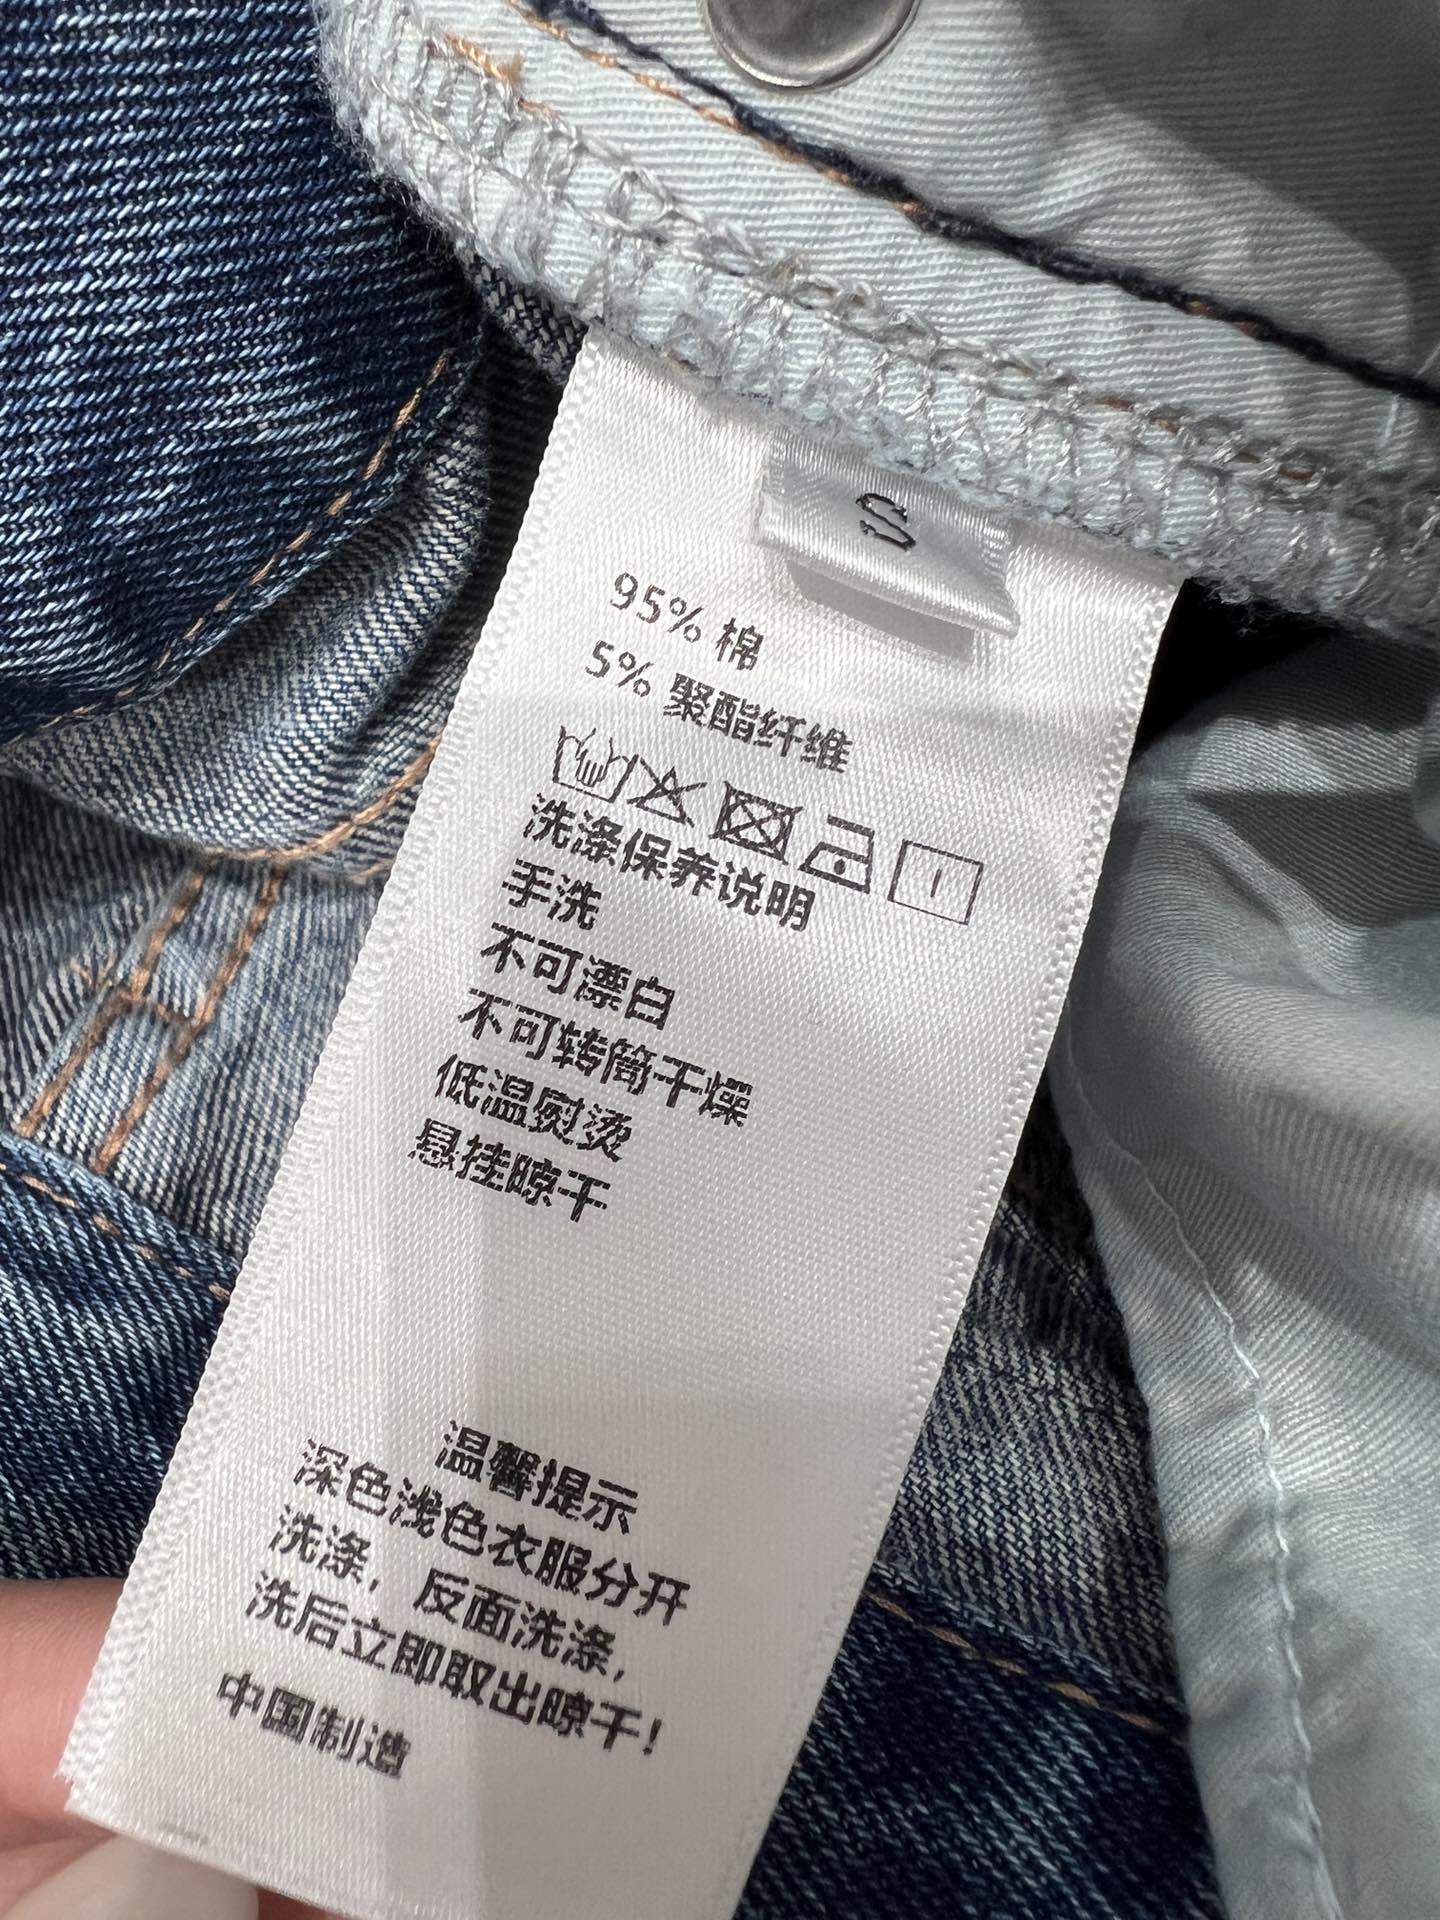 S
95% 棉
5% 聚酯纤维
洗涤保养说明
手洗
不可漂白
不可转筒干燥
低温熨烫
悬挂晾干
温馨提示
深色浅色衣服分开
洗涤，反面洗涤，
洗后立即取出晾干！
中国制造